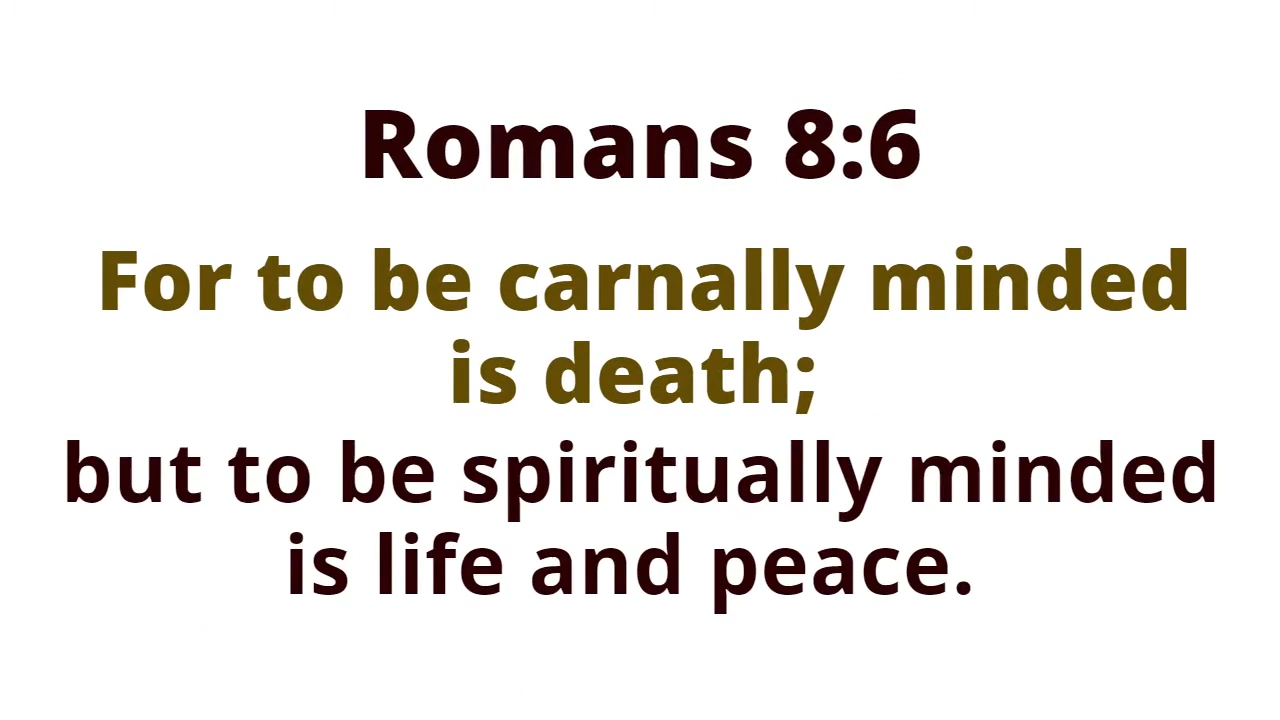 Romans 8:6
For to be carnally minded
is death;
but to be spiritually minded
is life and peace.